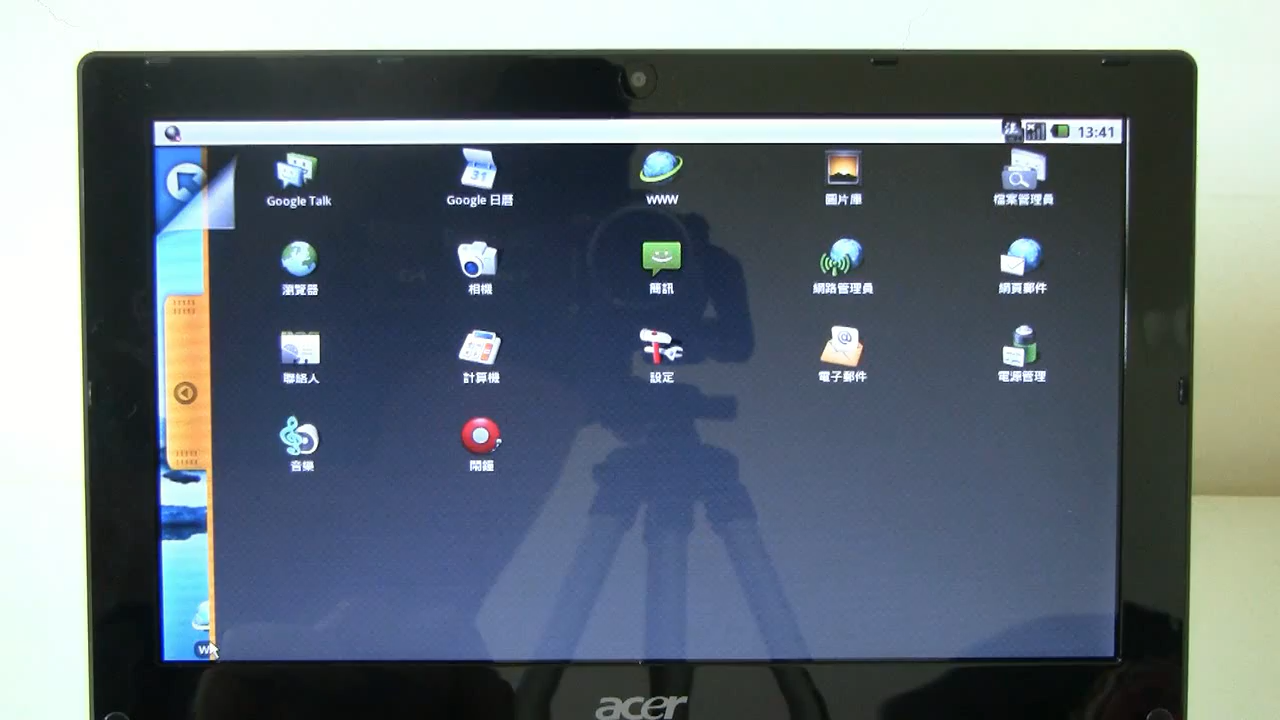 13:41
Google Talk
Google 日曆
WWW
圖片庫
檔案管理員
瀏覽器
相機
簡訊
網路管理員
網頁郵件
聯絡人
計算機
設定
電子郵件
電源管理
音樂
鬧鐘
acer